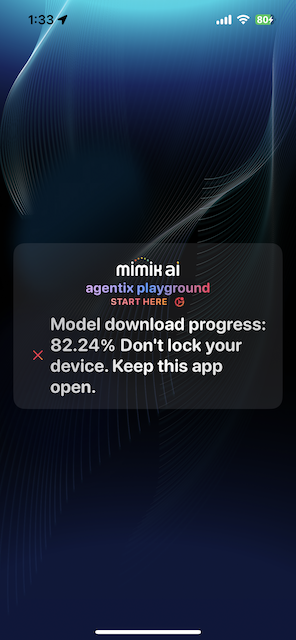 1:33
80
mimik ai
agentix playground
START HERE
Model download progress:
82.24% Don't lock your
device. Keep this app
open.